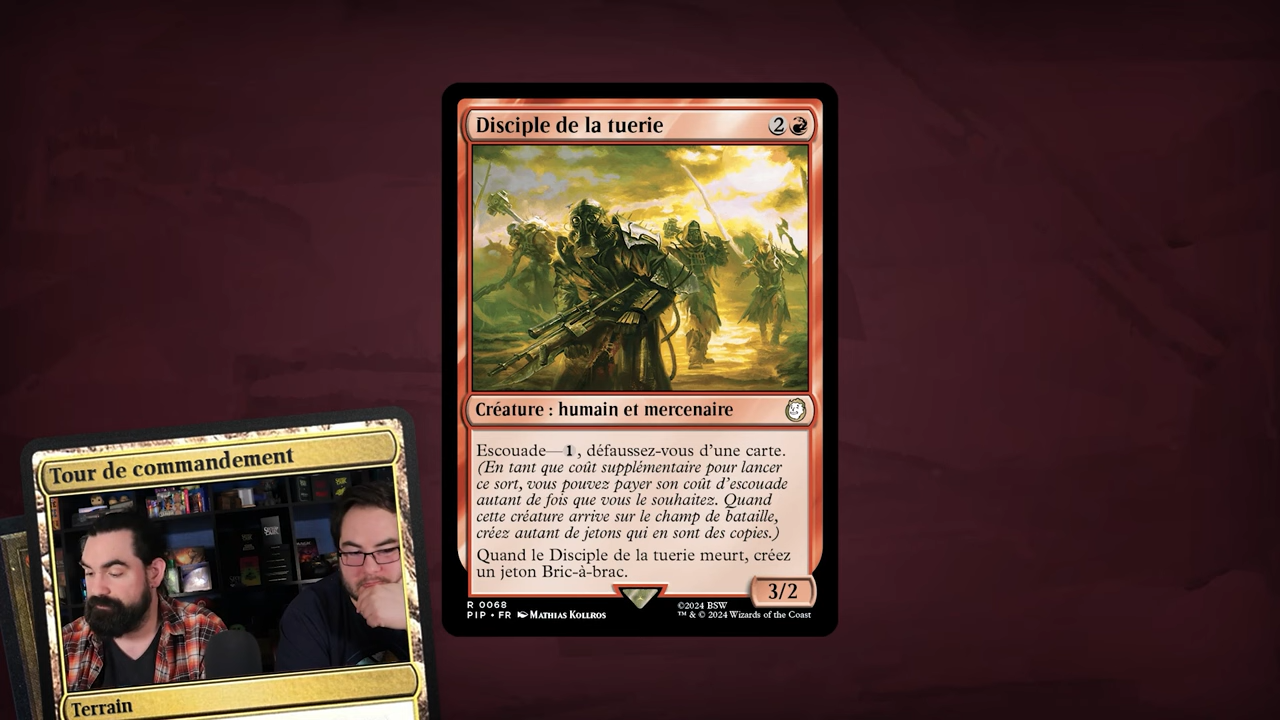 Disciple de la tuerie
2
Créature : humain et mercenaire
Escouade—1, défaussez-vous d'une carte.
(En tant que coût supplémentaire pour lancer
ce sort, vous pouvez payer son coût d'escouade
autant de fois que vous le souhaitez. Quand
cette créature arrive sur le champ de bataille,
créez autant de jetons qui en sont des copies.)
Quand le Disciple de la tuerie meurt, créez
un jeton Bric-à-brac.
3/2
R 0068
PIP • FR Mathias Kollros
©2024 BSW
™ & © 2024 Wizards of the Coast
Tour de commandement
Terrain